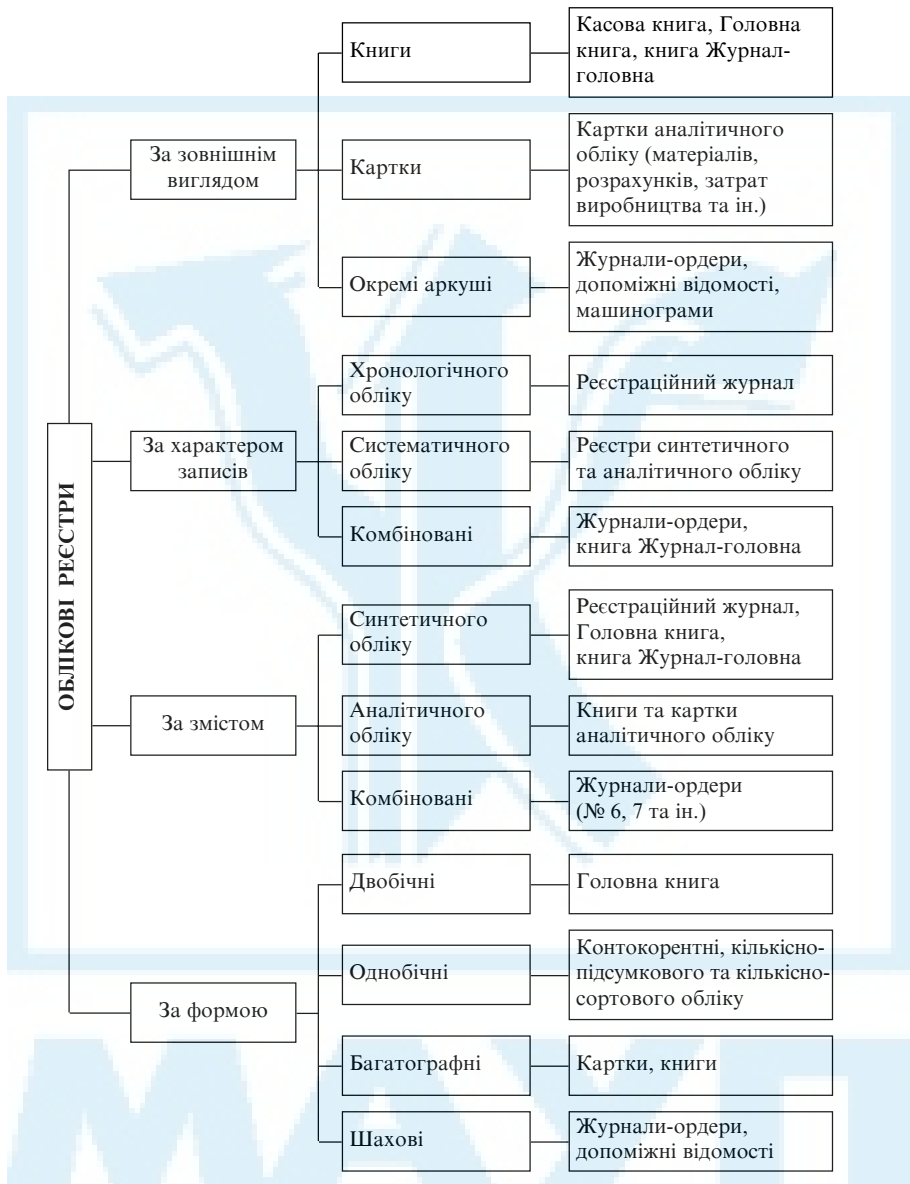 ОБЛІКОВІ РЕЄСТРИ
За зовнішнім
виглядом
Книги
Касова книга, Головна
книга, книга Журнал-
головна
Картки
Картки аналітичного
обліку (матеріалів,
розрахунків, затрат
виробництва та ін.)
Окремі аркуші
Журнали-ордери,
допоміжні відомості,
машинограми
За характером
записів
Хронологічного
обліку
Реєстраційний журнал
Систематичного
обліку
Реєстри синтетичного
та аналітичного обліку
Комбіновані
Журнали-ордери,
книга Журнал-головна
За змістом
Синтетичного
обліку
Реєстраційний журнал,
Головна книга,
книга Журнал-головна
Аналітичного
обліку
Книги та картки
аналітичного обліку
Комбіновані
Журнали-ордери
(№ 6, 7 та ін.)
За формою
Двобічні
Головна книга
Однобічні
Контокорентні, кількісно-
підсумкового та кількісно-
сортового обліку
Багатографні
Картки, книги
Шахові
Журнали-ордери,
допоміжні відомості
МАУП